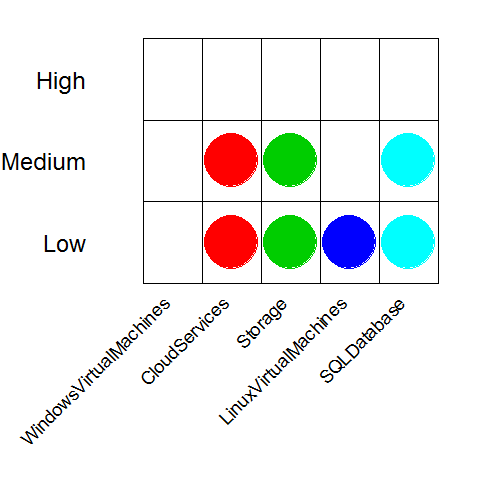 High
Medium
Low
WindowsVirtualMachines
CloudServices
Storage
LinuxVirtualMachines
SQLDatabase